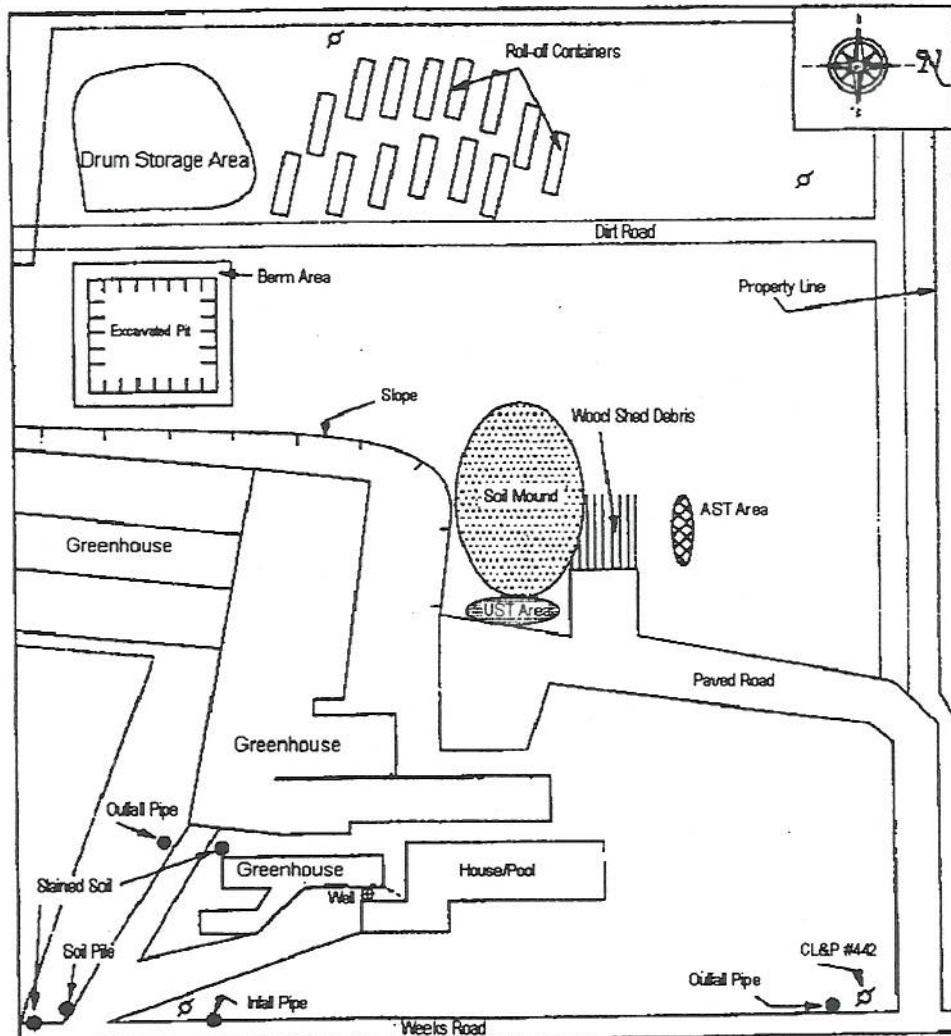 Roll-off Containers
N
Drum Storage Area
Dirt Road
Berm Area
Property Line
Excavated Pit
Slope
Wood Shed Debris
Soil Mound
AST Area
Greenhouse
UST Area
Paved Road
Greenhouse
Outfall Pipe
Stained Soil
Greenhouse
House/Pool
Well
Soil Pile
CL&P #442
Outfall Pipe
Infall Pipe
Weeks Road